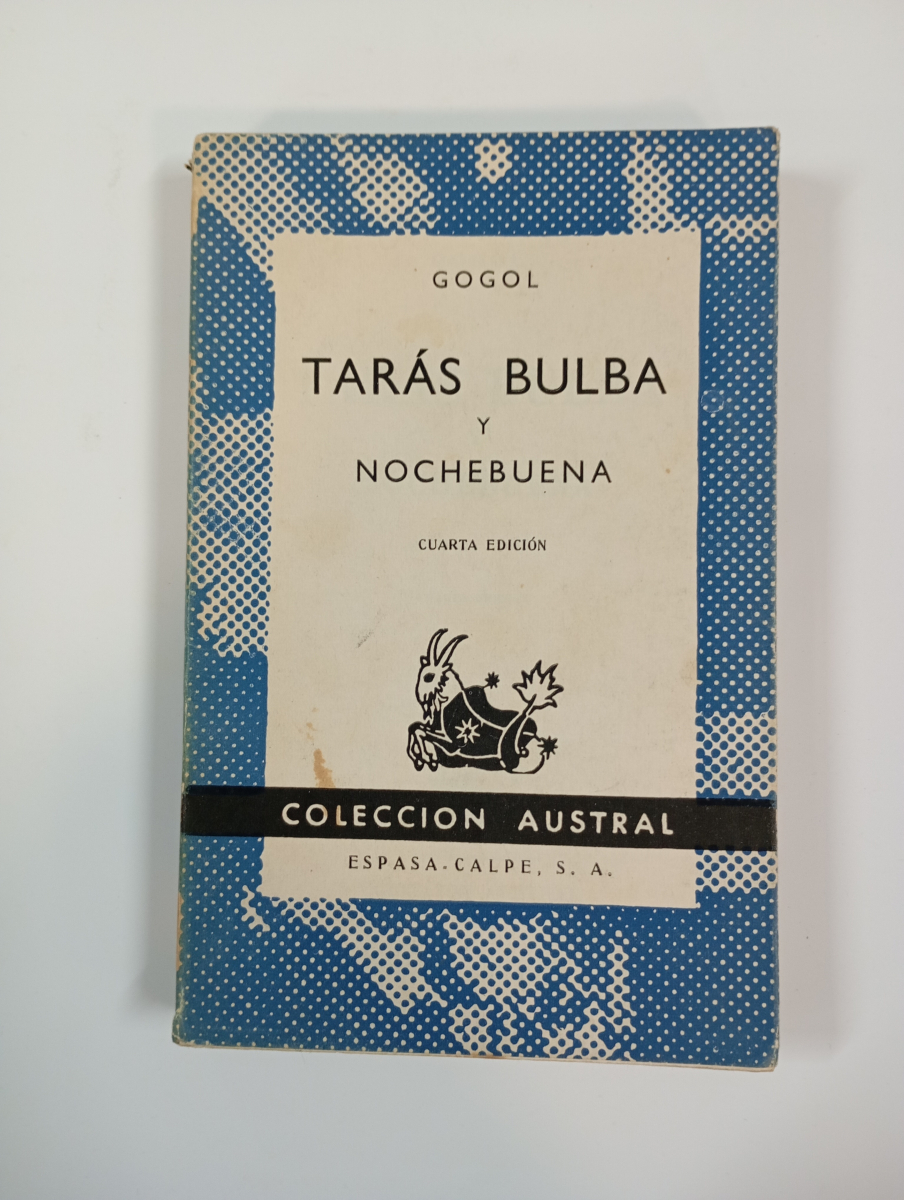 GOGOL
TARÁS BULBA
Y
NOCHEBUENA
CUARTA EDICIÓN
COLECCION AUSTRAL
ESPASA-CALPE, S. A.